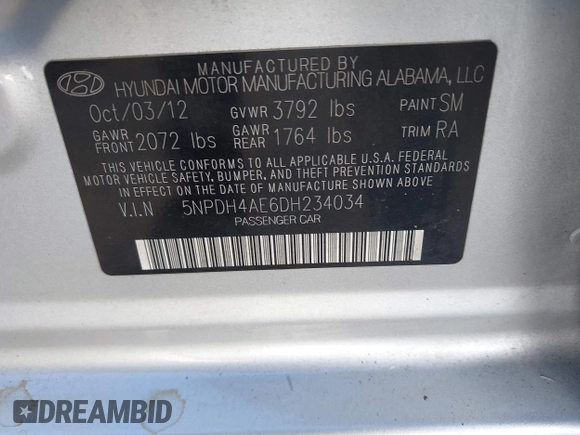 MANUFACTURED BY
HYUNDAI MOTOR MANUFACTURING ALABAMA, LLC
Oct/03/12 GVWR 3792 lbs PAINT SM
GAWR FRONT 2072 lbs GAWR REAR 1764 lbs TRIM RA
THIS VEHICLE CONFORMS TO ALL APPLICABLE U.S.A. FEDERAL
MOTOR VEHICLE SAFETY, BUMPER, AND THEFT PREVENTION STANDARDS
IN EFFECT ON THE DATE OF MANUFACTURE SHOWN ABOVE.
V.I.N 5NPDH4AE6DH234034
PASSENGER CAR
DREAMBID